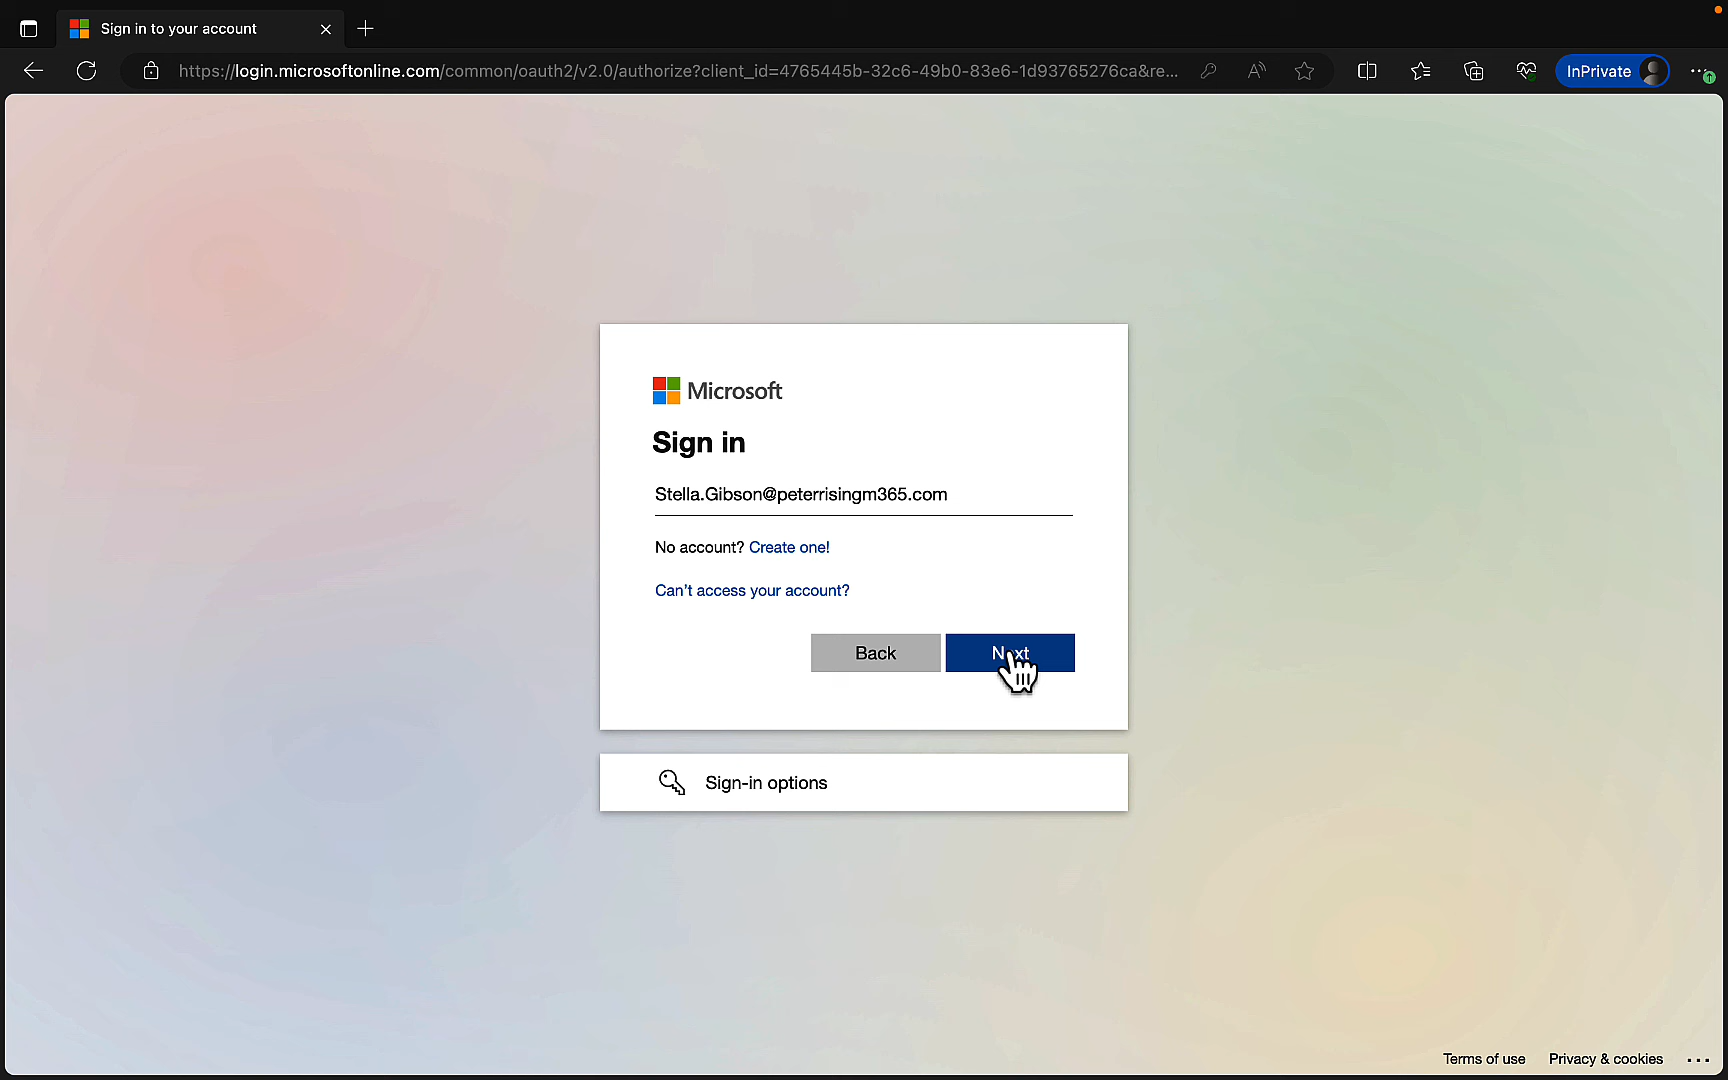 Sign in to your account
https://login.microsoftonline.com/common/oauth2/v2.0/authorize?client_id=4765445b-32c6-49b0-83e6-1d93765276ca&re...
InPrivate
Microsoft
Sign in
Stella.Gibson@peterrisingm365.com
No account? Create one!
Can't access your account?
Back Next
Sign-in options
Terms of use Privacy & cookies ...